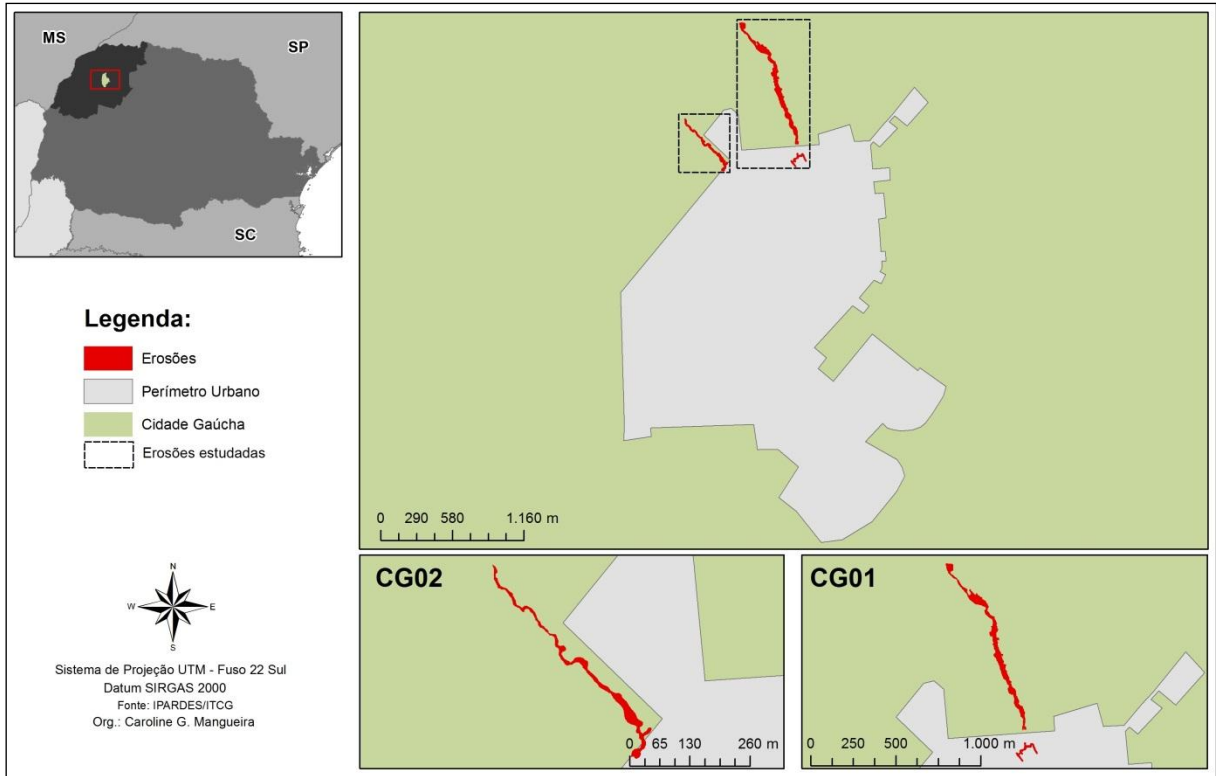 MS
SP
SC
Legenda:
Erosões
Perímetro Urbano
Cidade Gaúcha
Erosões estudadas
N
W E
S
Sistema de Projeção UTM - Fuso 22 Sul
Datum SIRGAS 2000
Fonte: IPARDES/ITCG
Org.: Caroline G. Mangueira
0 290 580 1.160 m
CG02
0 65 130 260 m
CG01
0 250 500 1.000 m